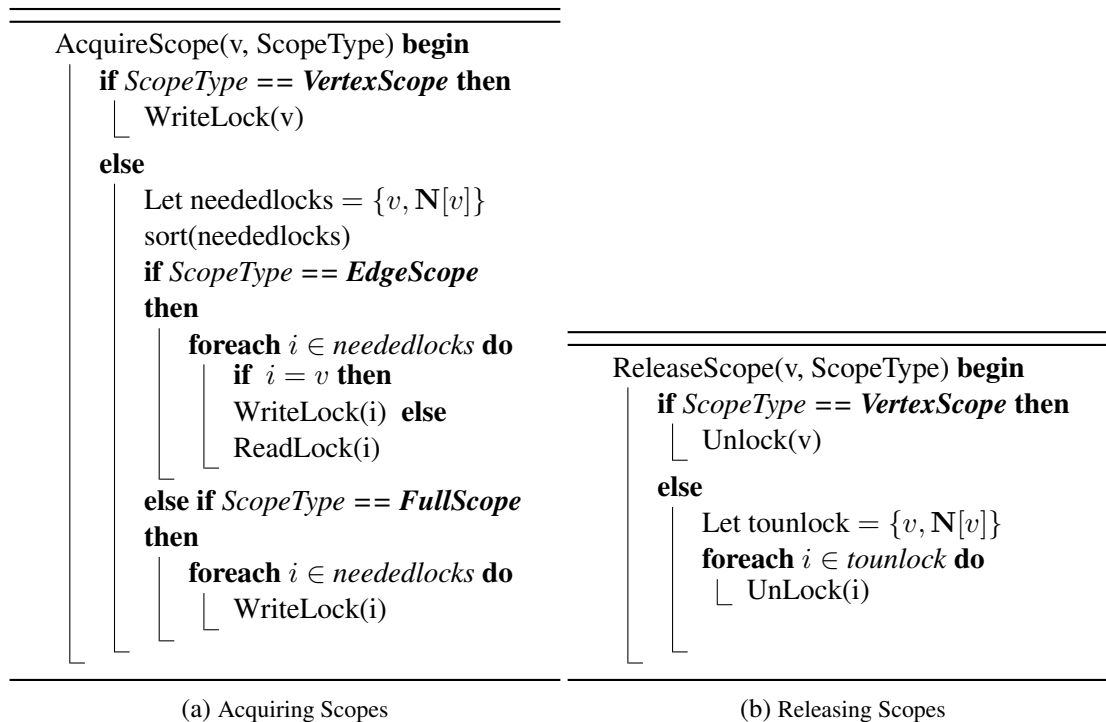 AcquireScope(v, ScopeType) begin
if ScopeType == VertexScope then
WriteLock(v)
else
Let neededlocks = {v, N[v]}
sort(neededlocks)
if ScopeType == EdgeScope
then
foreach i ∈ neededlocks do
if i = v then
WriteLock(i) else
ReadLock(i)
else if ScopeType == FullScope
then
foreach i ∈ neededlocks do
WriteLock(i)
(a) Acquiring Scopes
ReleaseScope(v, ScopeType) begin
if ScopeType == VertexScope then
Unlock(v)
else
Let tounlock = {v, N[v]}
foreach i ∈ tounlock do
UnLock(i)
(b) Releasing Scopes